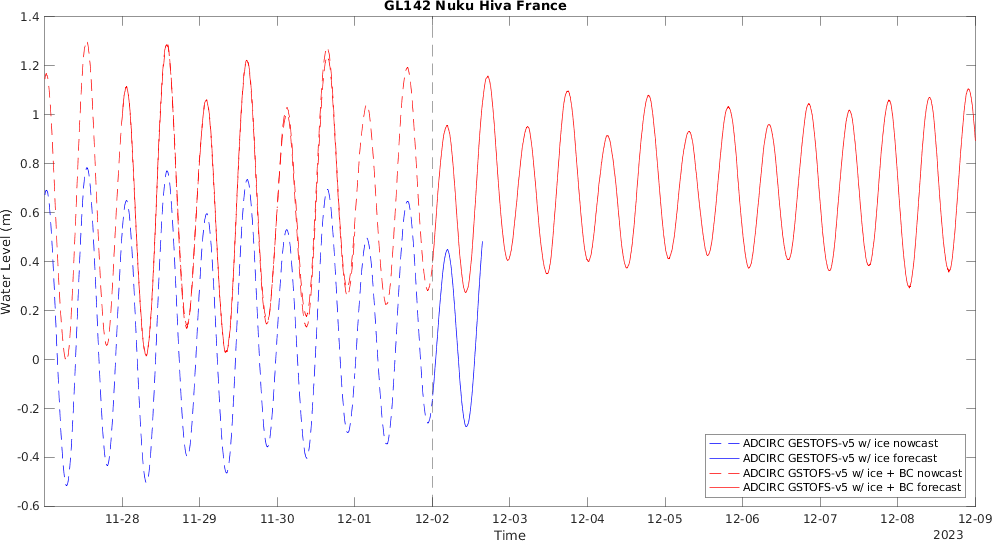 GL142 Nuku Hiva France
1.4
1.2
1
0.8
0.6
0.4
0.2
0
-0.2
-0.4
-0.6
Water Level (m)
ADCIRC GESTOFS-v5 w/ ice nowcast
ADCIRC GESTOFS-v5 w/ ice forecast
ADCIRC GSTOFS-v5 w/ ice + BC nowcast
ADCIRC GSTOFS-v5 w/ ice + BC forecast
11-28 11-29 11-30 12-01 12-02 12-03 12-04 12-05 12-06 12-07 12-08 12-09
Time
2023